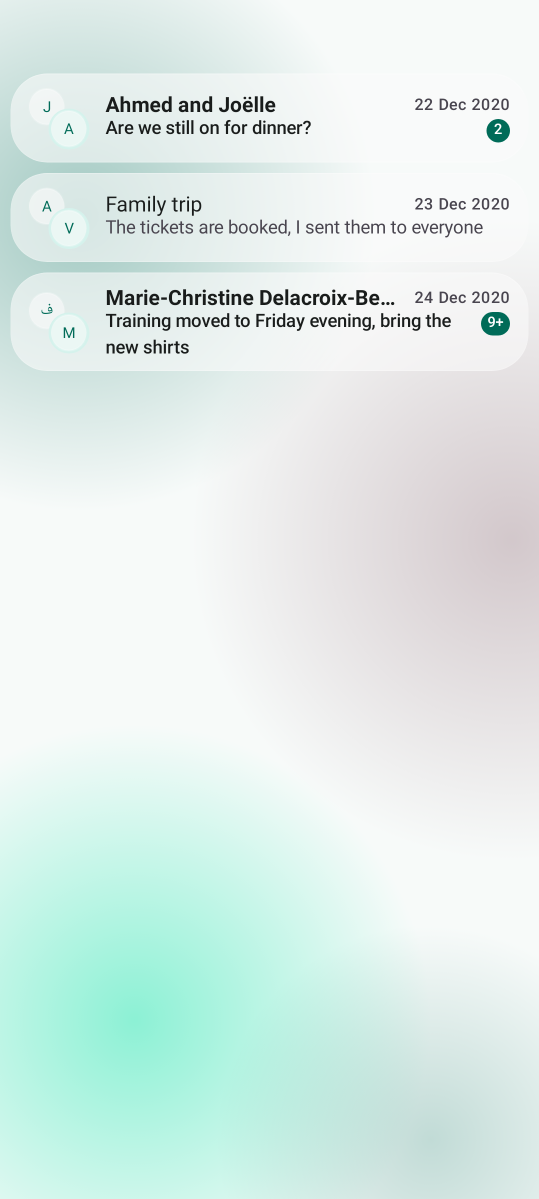 J
A
Ahmed and Joëlle
22 Dec 2020
Are we still on for dinner?
2
A
V
Family trip
23 Dec 2020
The tickets are booked, I sent them to everyone
ف
M
Marie-Christine Delacroix-Be…
24 Dec 2020
Training moved to Friday evening, bring the
new shirts
9+